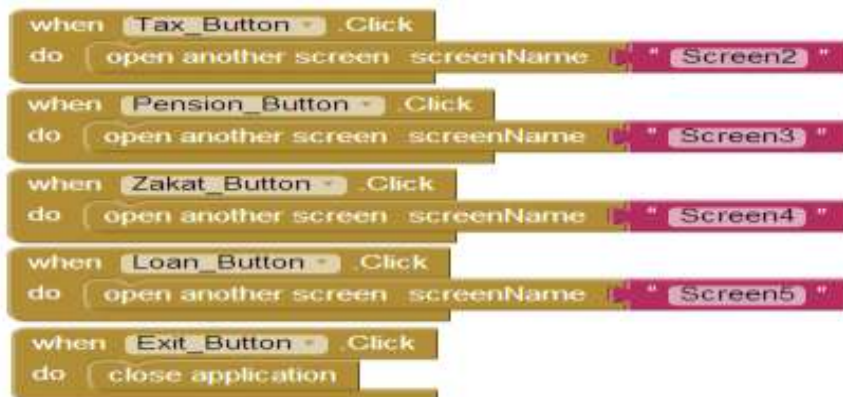 when Tax_Button .Click
do open another screen screenName " Screen2 "
when Pension_Button .Click
do open another screen screenName " Screen3 "
when Zakat_Button .Click
do open another screen screenName " Screen4 "
when Loan_Button .Click
do open another screen screenName " Screen5 "
when Exit_Button .Click
do close application